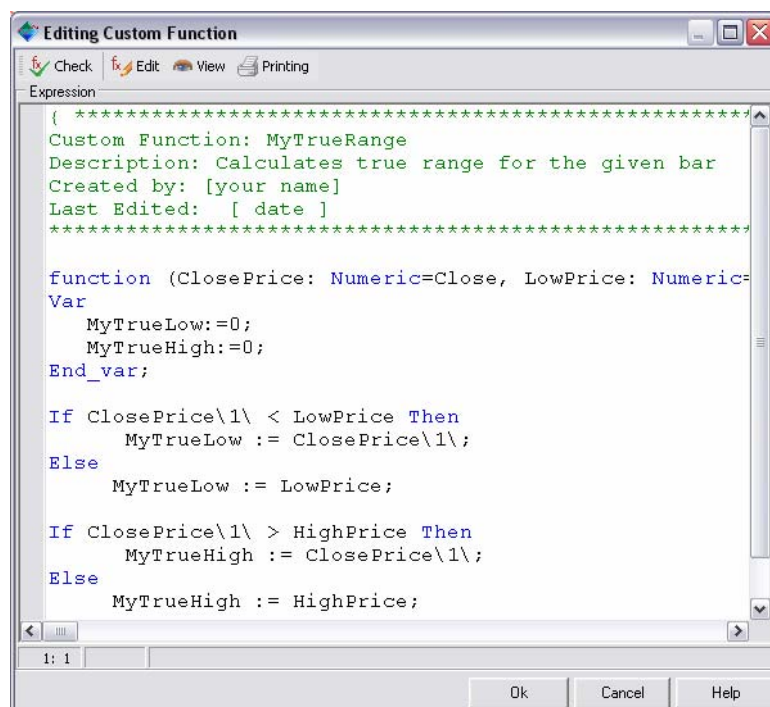 Editing Custom Function
Check Edit View Printing
Expression
{ ****************************************************
Custom Function: MyTrueRange
Description: Calculates true range for the given bar
Created by: [your name]
Last Edited:  [ date ]
******************************************************
function (ClosePrice: Numeric=Close, LowPrice: Numeric=
Var
   MyTrueLow:=0;
   MyTrueHigh:=0;
End_var;
If ClosePrice\1\ < LowPrice Then
      MyTrueLow := ClosePrice\1\;
Else
     MyTrueLow := LowPrice;
If ClosePrice\1\ > HighPrice Then
      MyTrueHigh := ClosePrice\1\;
Else
     MyTrueHigh := HighPrice;
1: 1
Ok Cancel Help